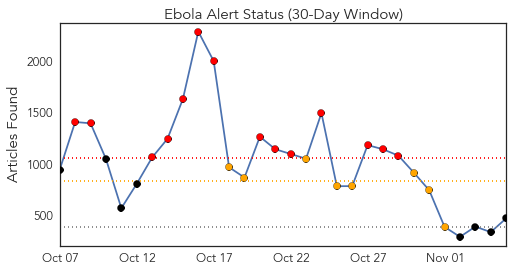 Ebola Alert Status (30-Day Window)
Articles Found
2000
1500
1000
500
Oct 07 Oct 12 Oct 17 Oct 22 Oct 27 Nov 01